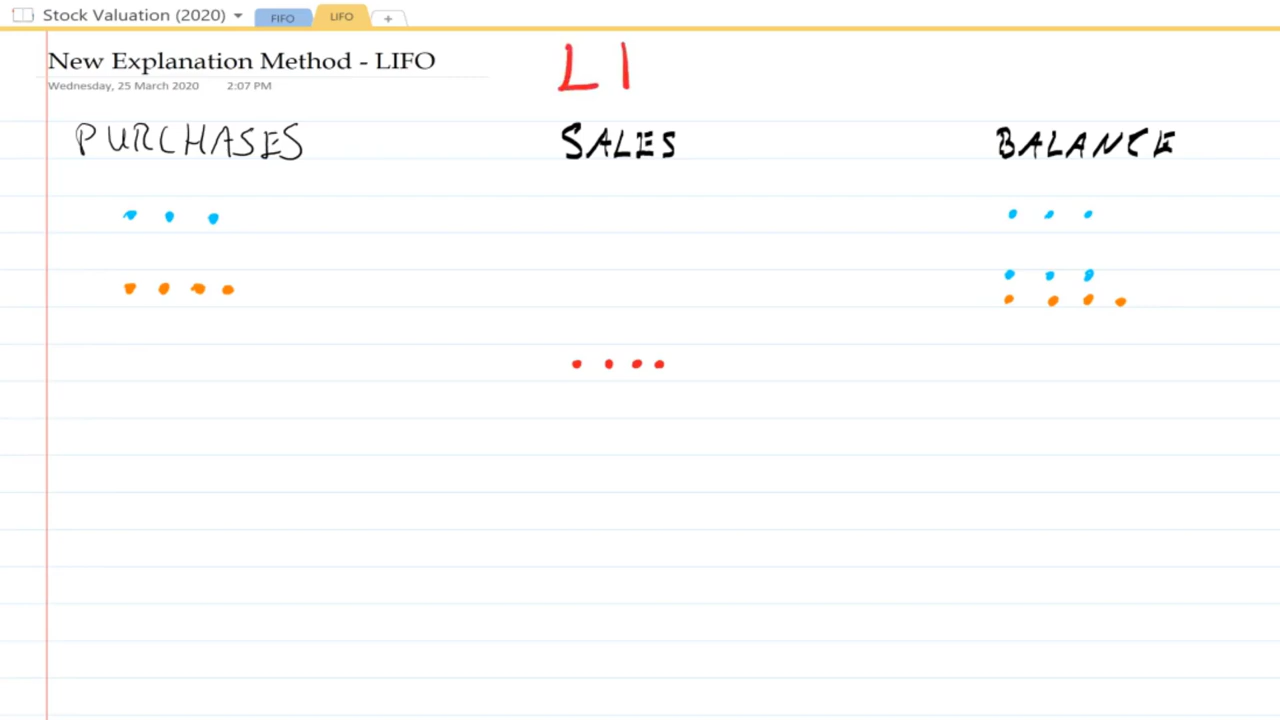 Stock Valuation (2020) FIFO LIFO +
New Explanation Method - LIFO
LI
Wednesday, 25 March 2020 2:07 PM
PURCHASES SALES BALANCE